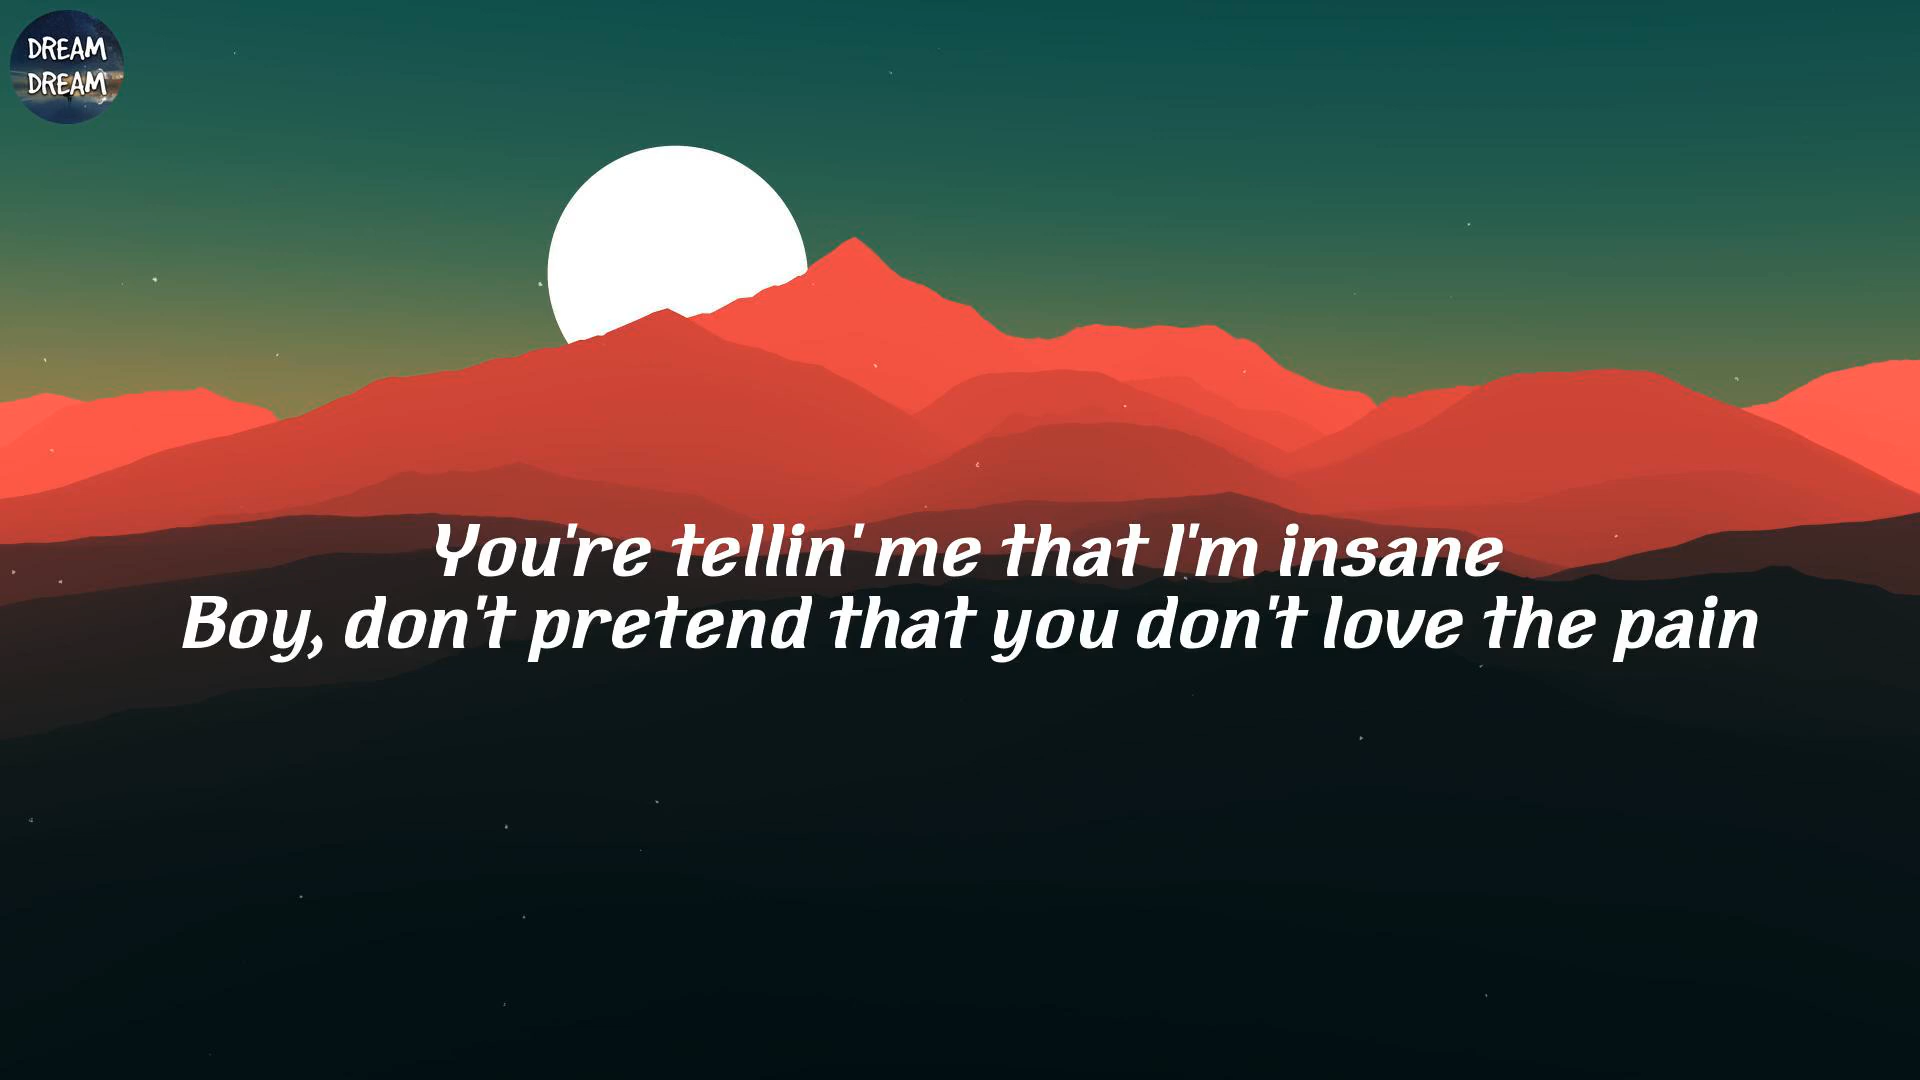 DREAM
DREAM
You're tellin' me that I'm insane
Boy, don't pretend that you don't love the pain